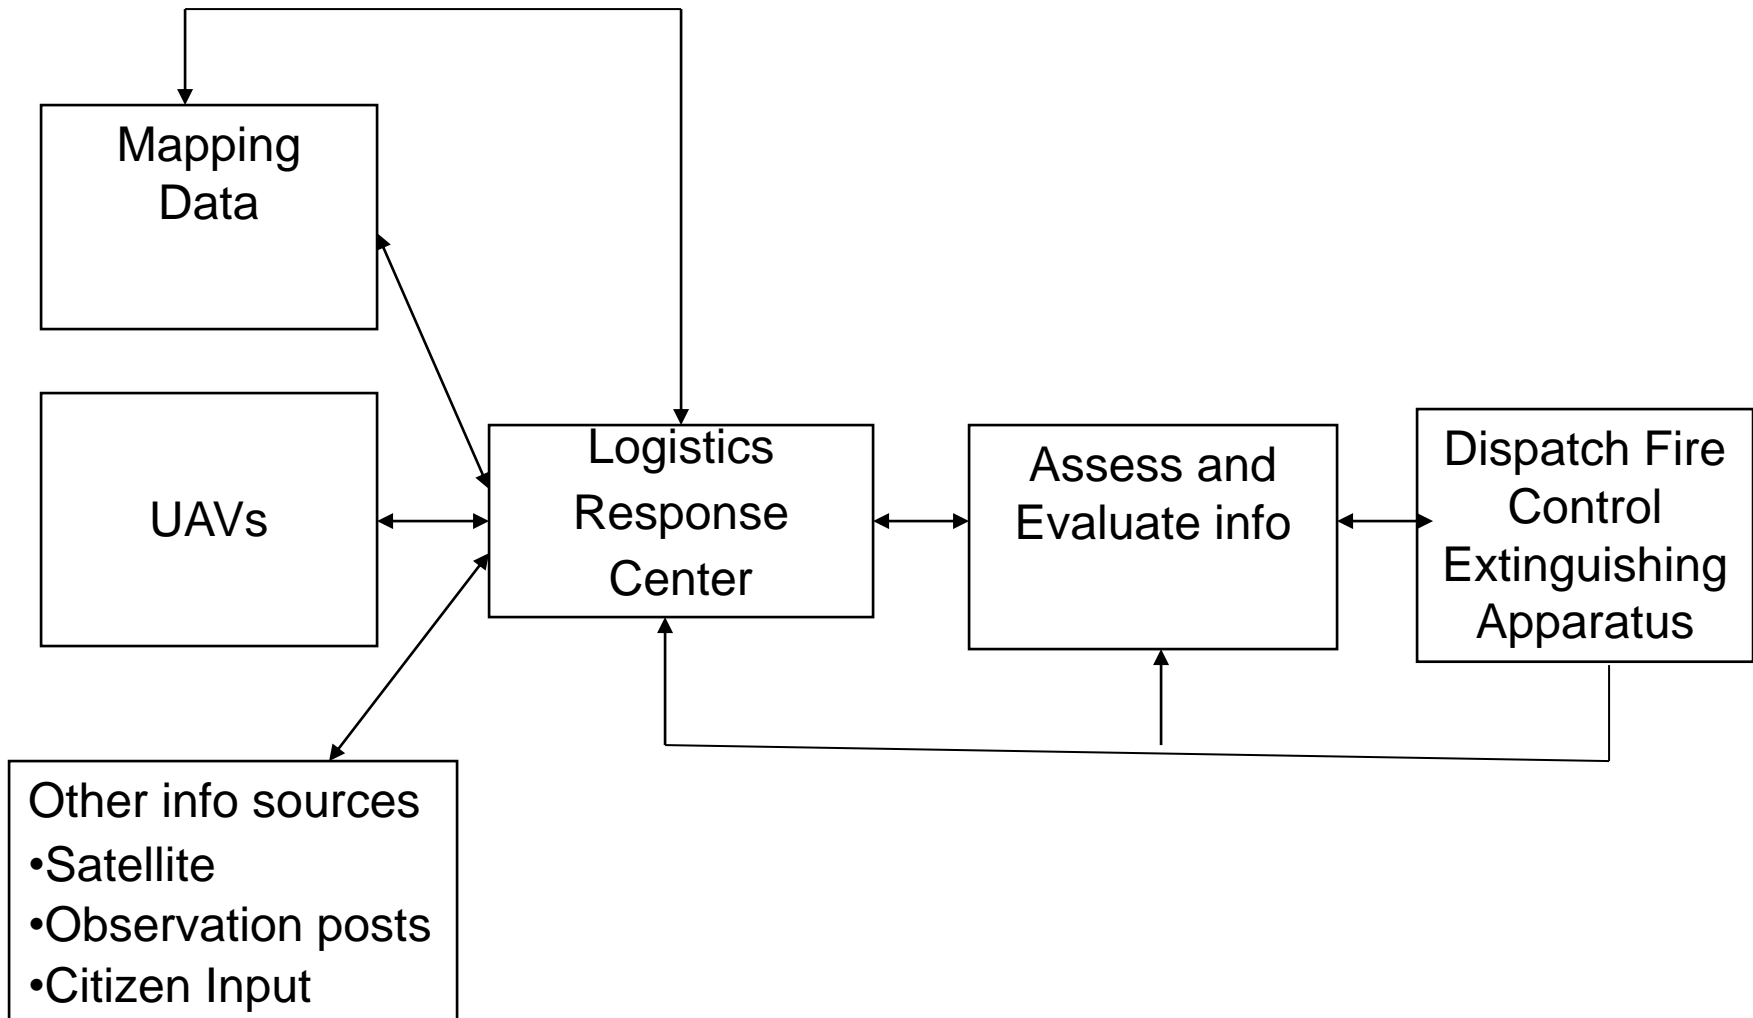 Mapping
Data
UAVs
Logistics
Response
Center
Assess and
Evaluate info
Dispatch Fire
Control
Extinguishing
Apparatus
Other info sources
•Satellite
•Observation posts
•Citizen Input